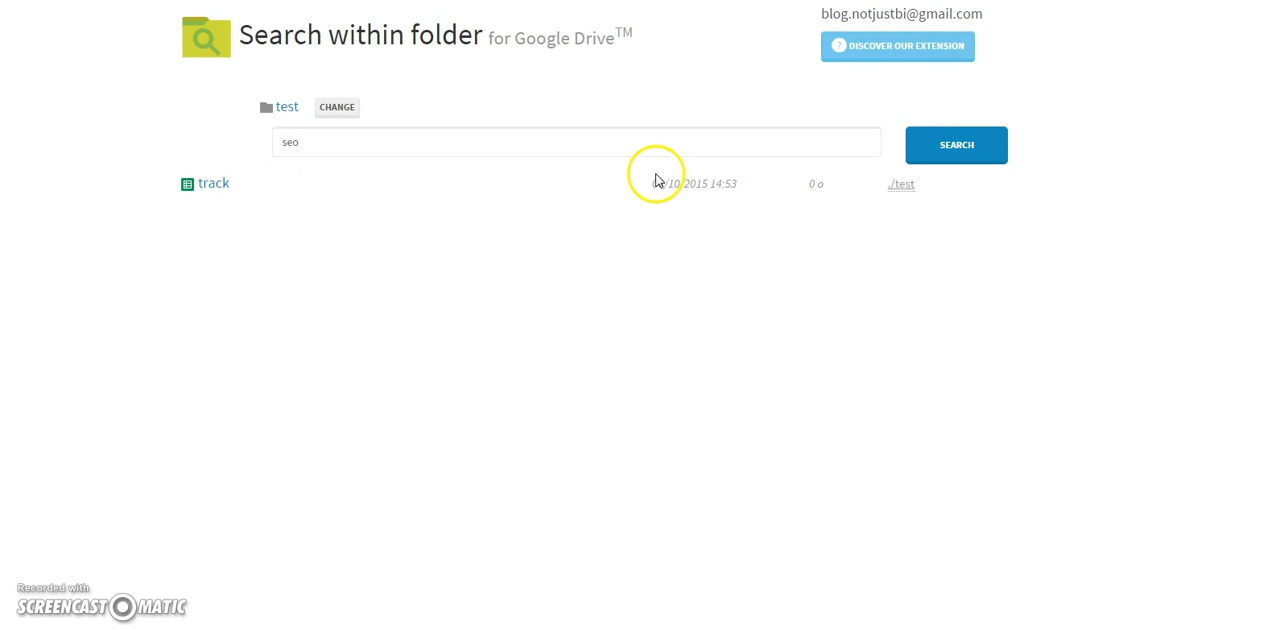 blog.notjustbi@gmail.com
Search within folder for Google Drive™
? DISCOVER OUR EXTENSION
test CHANGE
seo
SEARCH
track /10/2015 14:53 0 o ./test
Recorded with
SCREENCAST MATIC